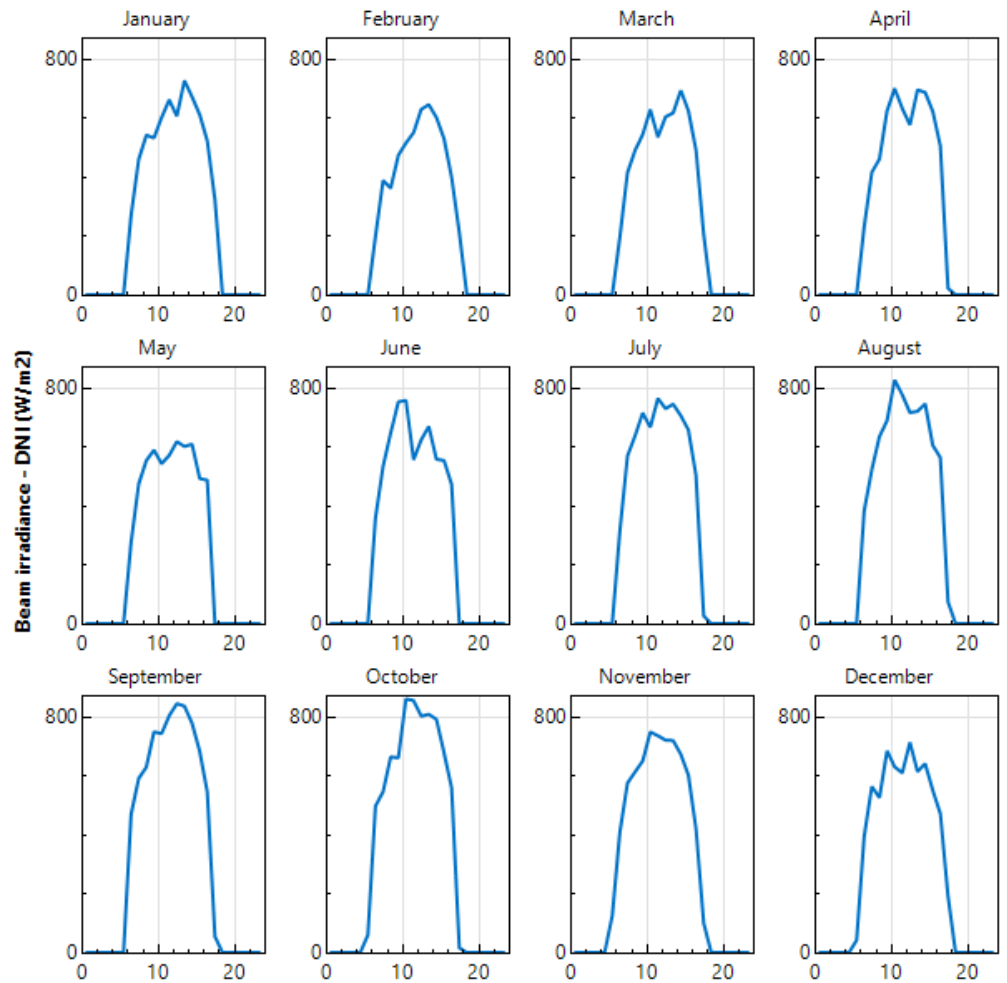 January February March April
800 800 800 800
0 0 0 0
0 10 20 0 10 20 0 10 20 0 10 20
May June July August
Beam irradiance - DNI (W/m2)
800 800 800 800
0 0 0 0
0 10 20 0 10 20 0 10 20 0 10 20
September October November December
800 800 800 800
0 0 0 0
0 10 20 0 10 20 0 10 20 0 10 20